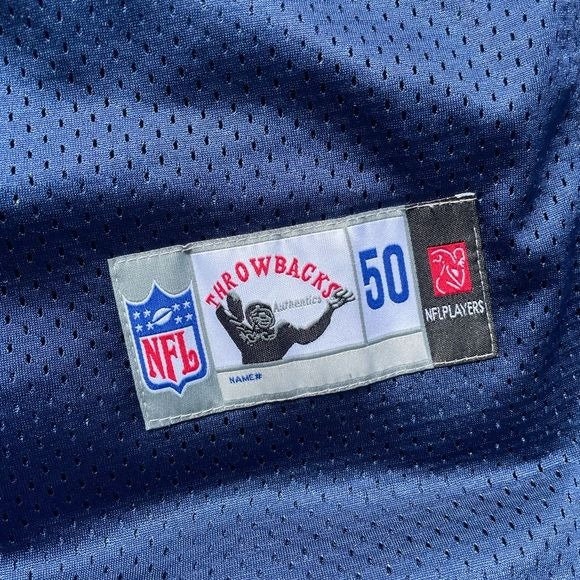 NFL
THROWBACKS
Authentics
NAME#
50
NFLPLAYERS